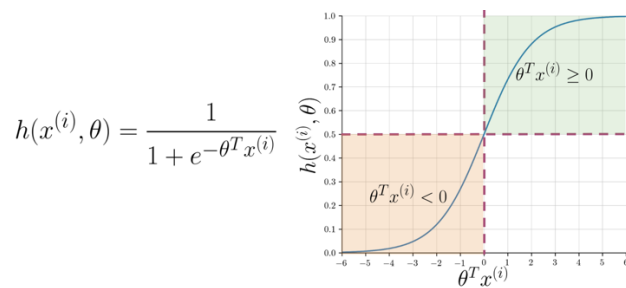 h(x^{(i)}, θ) = \frac{1}{1 + e^{-θ^T x^{(i)}}}
h(x^{(i)}, θ)
1.0
0.9
0.8
0.7
0.6
0.5
0.4
0.3
0.2
0.1
0.0
θ^T x^{(i)} ≥ 0
θ^T x^{(i)} < 0
−6 −5 −4 −3 −2 −1 0 1 2 3 4 5 6
θ^T x^{(i)}